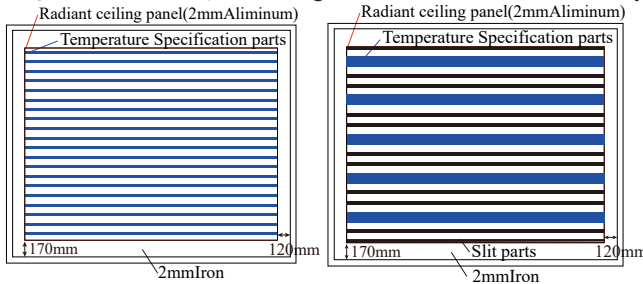 Radiant ceiling panel(2mmAliminum)
Temperature Specification parts
170mm
120mm
2mmIron
Radiant ceiling panel(2mmAluminum)
Temperature Specification parts
170mm
Slit parts
120mm
2mmIron